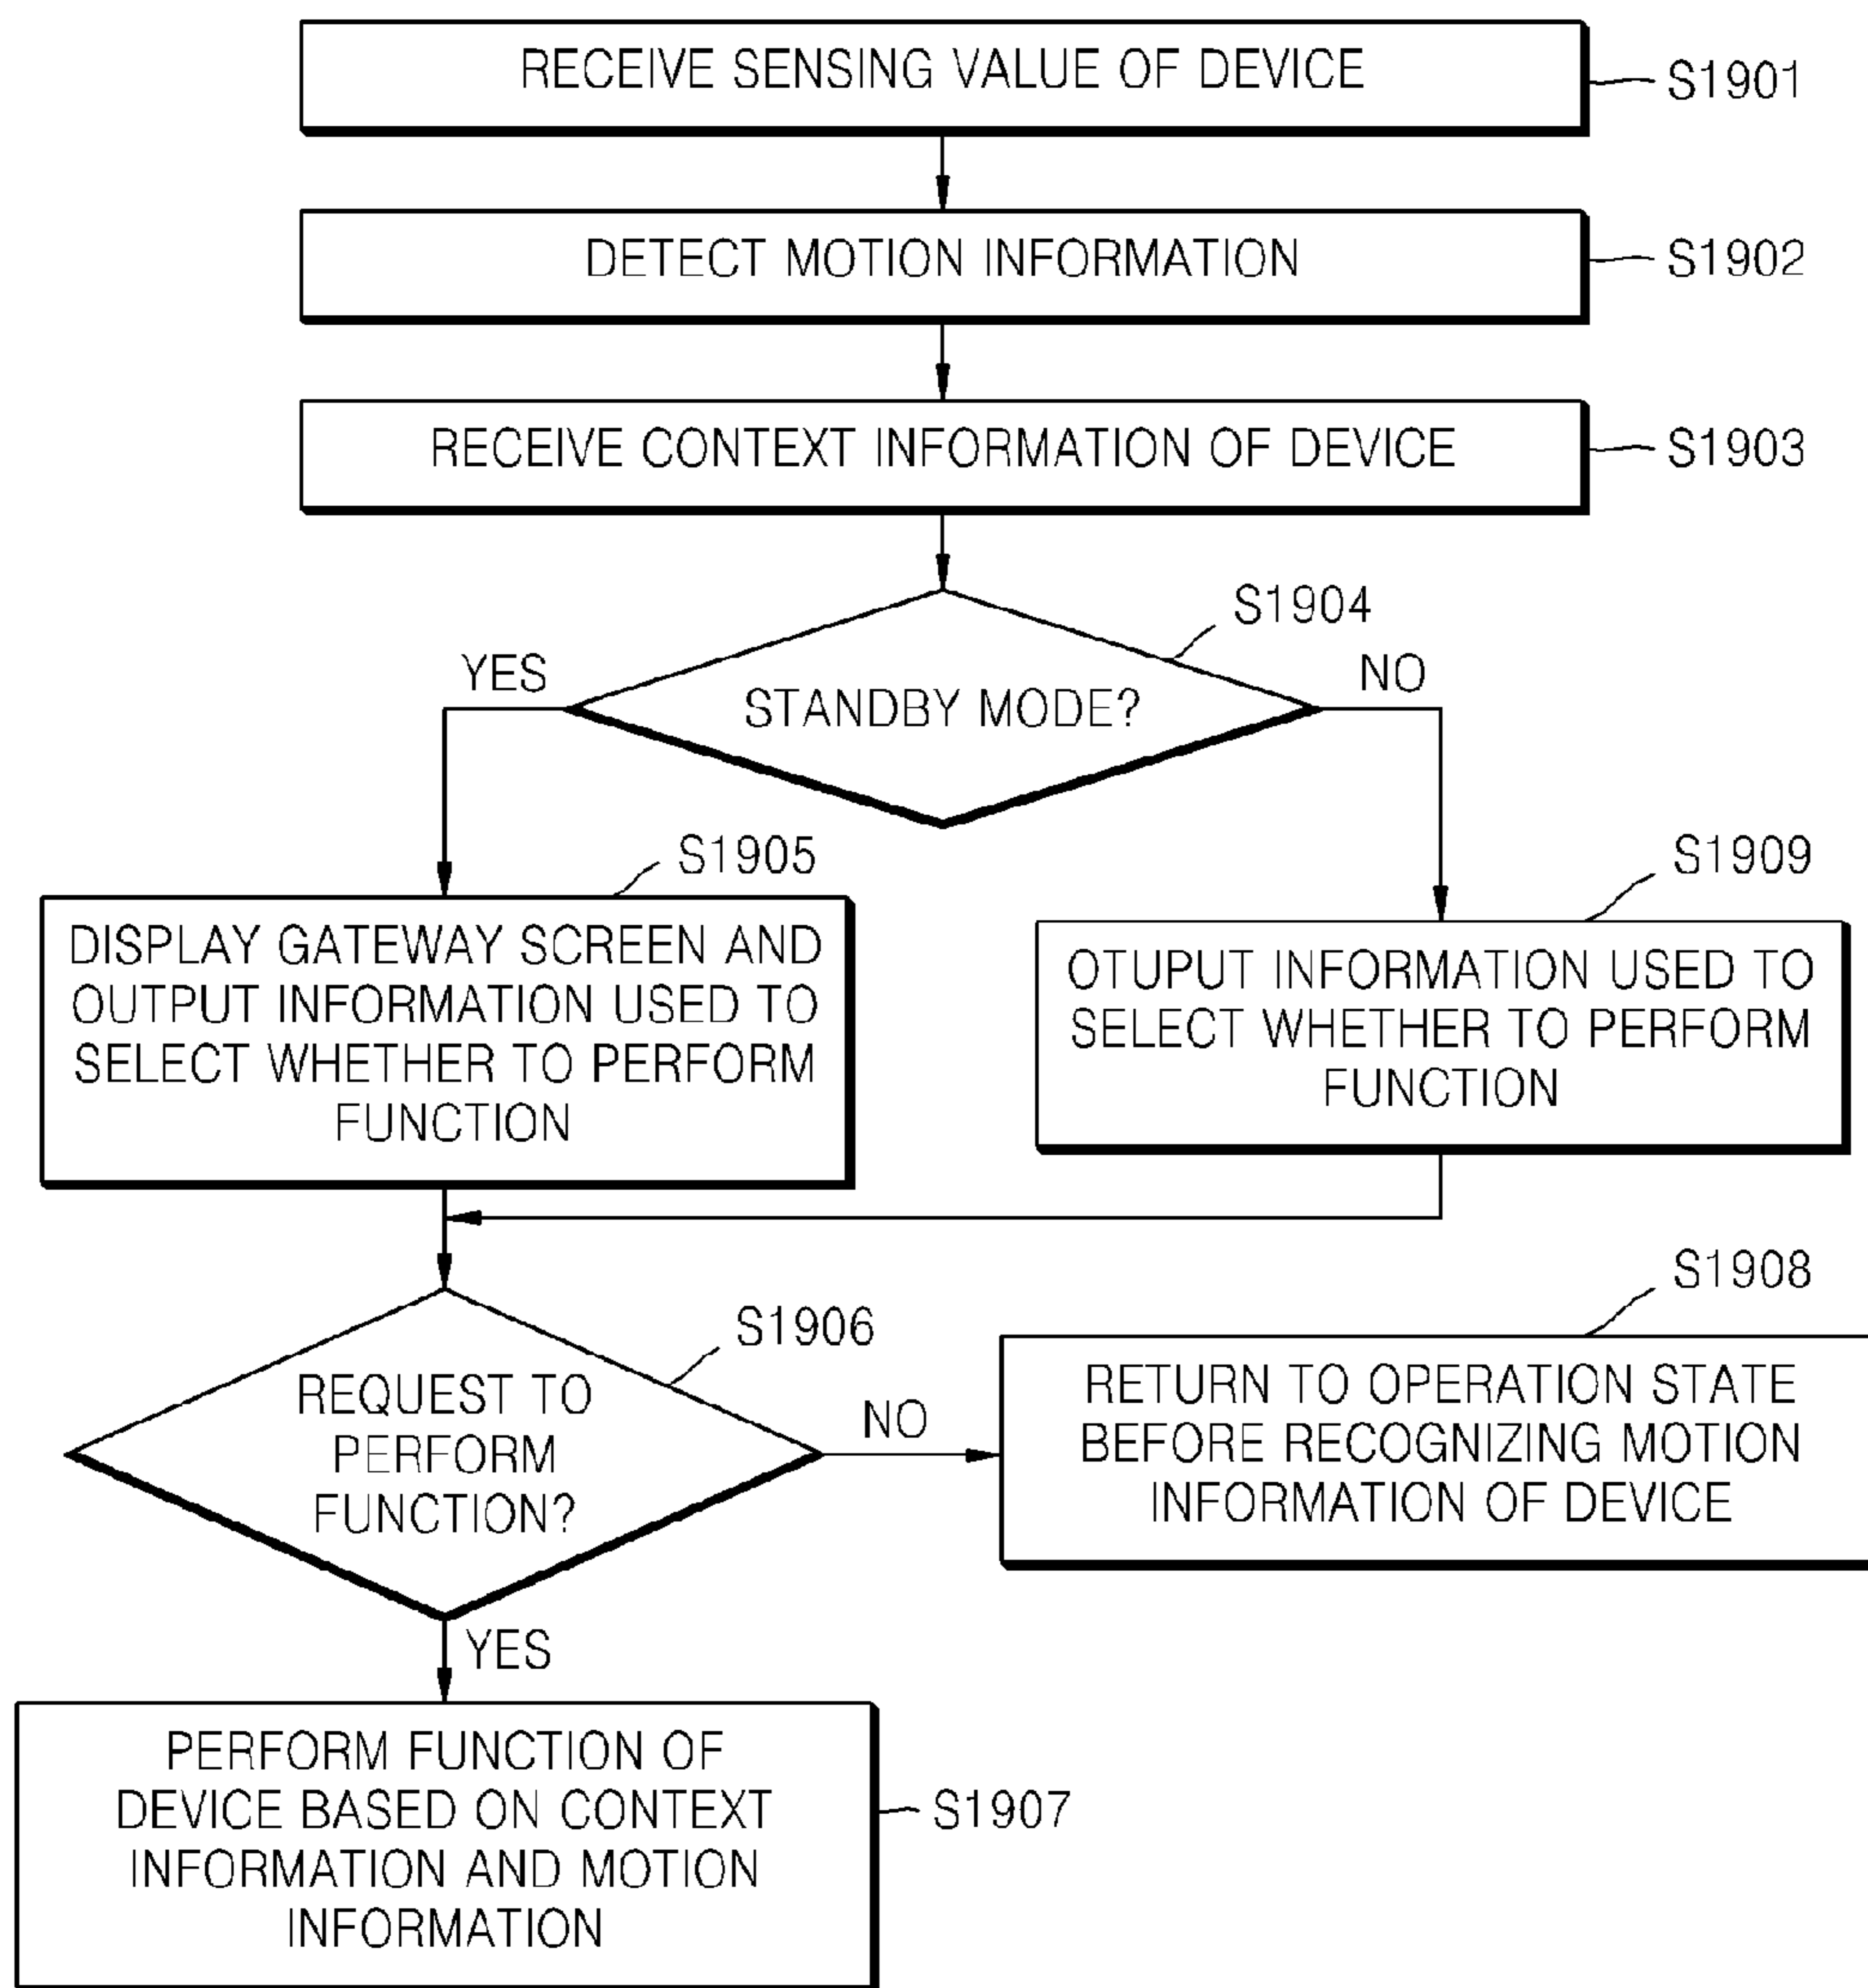 RECEIVE SENSING VALUE OF DEVICE
S1901
DETECT MOTION INFORMATION
S1902
RECEIVE CONTEXT INFORMATION OF DEVICE
S1903
S1904
YES
NO
STANDBY MODE?
S1905
S1909
DISPLAY GATEWAY SCREEN AND
OUTPUT INFORMATION USED TO
SELECT WHETHER TO PERFORM
FUNCTION
OTUPUT INFORMATION USED TO
SELECT WHETHER TO PERFORM
FUNCTION
S1906
REQUEST TO
PERFORM
FUNCTION?
NO
S1908
RETURN TO OPERATION STATE
BEFORE RECOGNIZING MOTION
INFORMATION OF DEVICE
YES
PERFORM FUNCTION OF
DEVICE BASED ON CONTEXT
INFORMATION AND MOTION
INFORMATION
S1907